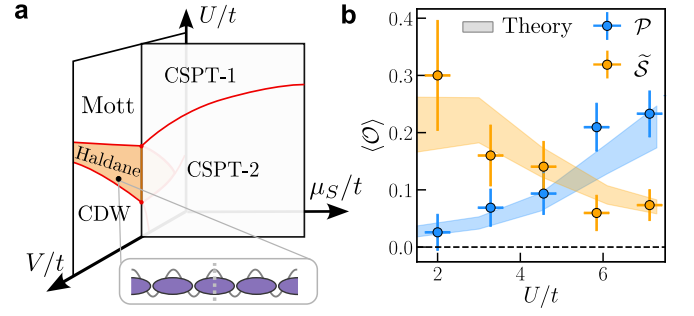 a
U/t
CSPT-1
Mott
Haldane
CSPT-2
μ_S/t
CDW
V/t
b
Theory
𝒫
𝒮̃
⟨𝒪⟩
0.4
0.3
0.2
0.1
0.0
2 4 6
U/t